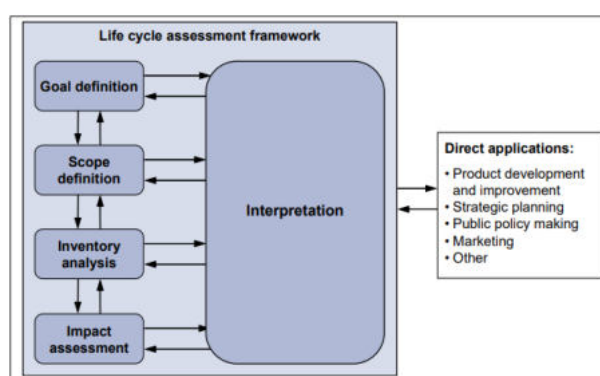 Life cycle assessment framework
Goal definition
Scope
definition
Inventory
analysis
Impact
assessment
Interpretation
Direct applications:
• Product development
and improvement
• Strategic planning
• Public policy making
• Marketing
• Other